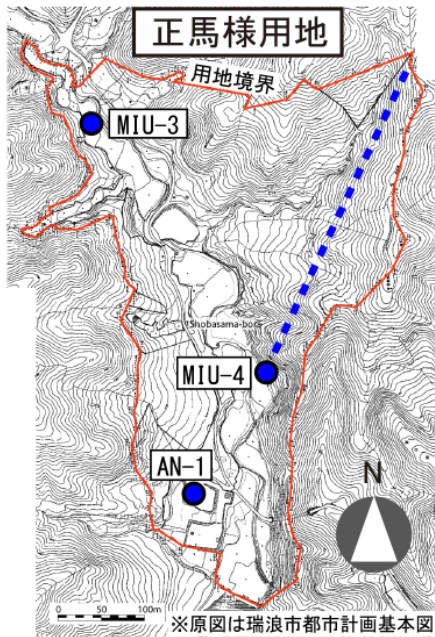 正馬様用地
用地境界
MIU-3
Shobasama-bora
MIU-4
AN-1
N
0 50 100m
※原図は瑞浪市都市計画基本図